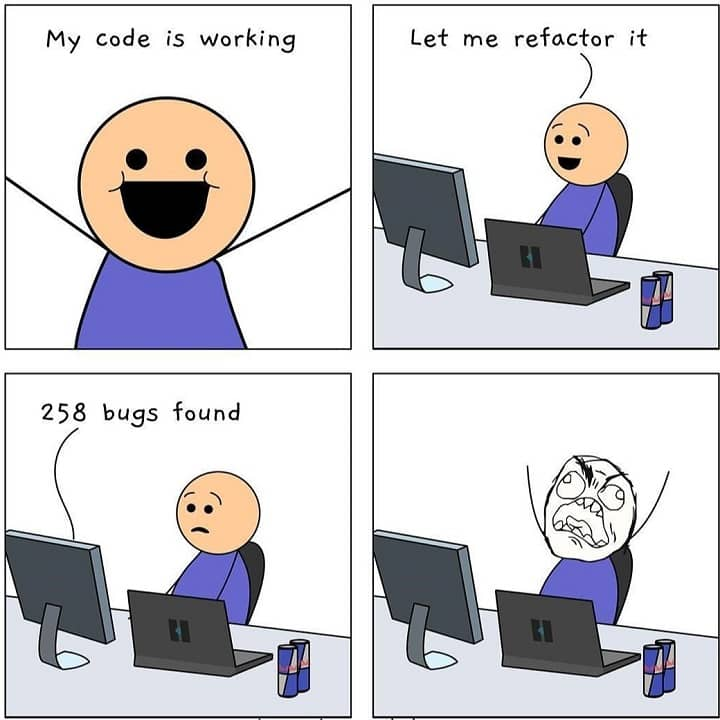 My code is working
Let me refactor it
258 bugs found